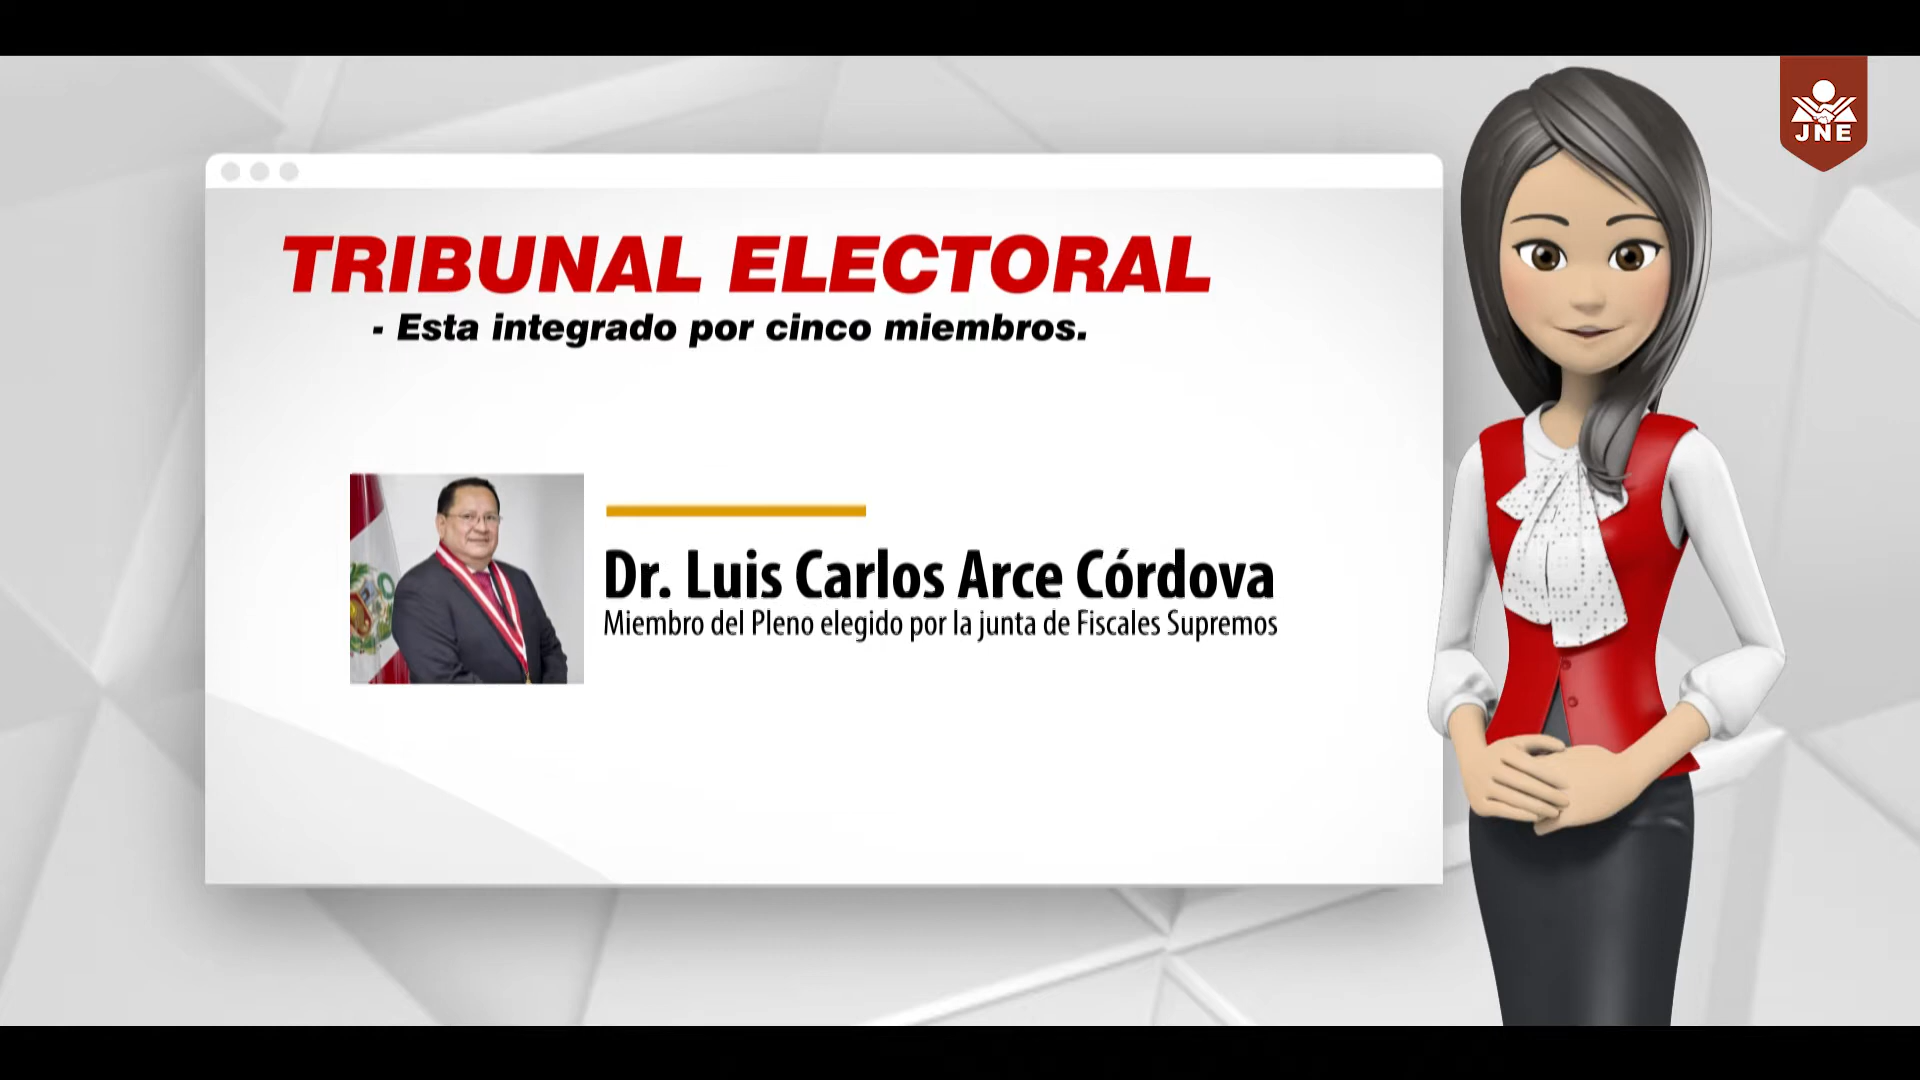 JNE
TRIBUNAL ELECTORAL
- Esta integrado por cinco miembros.
Dr. Luis Carlos Arce Córdova
Miembro del Pleno elegido por la junta de Fiscales Supremos